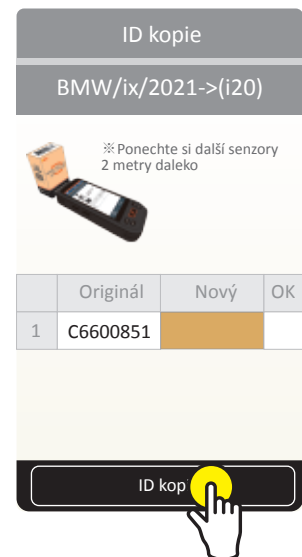 ID kopie
BMW/ix/2021->(i20)
※Ponechte si další senzory
2 metry daleko
Originál Nový OK
1 C6600851
ID kop